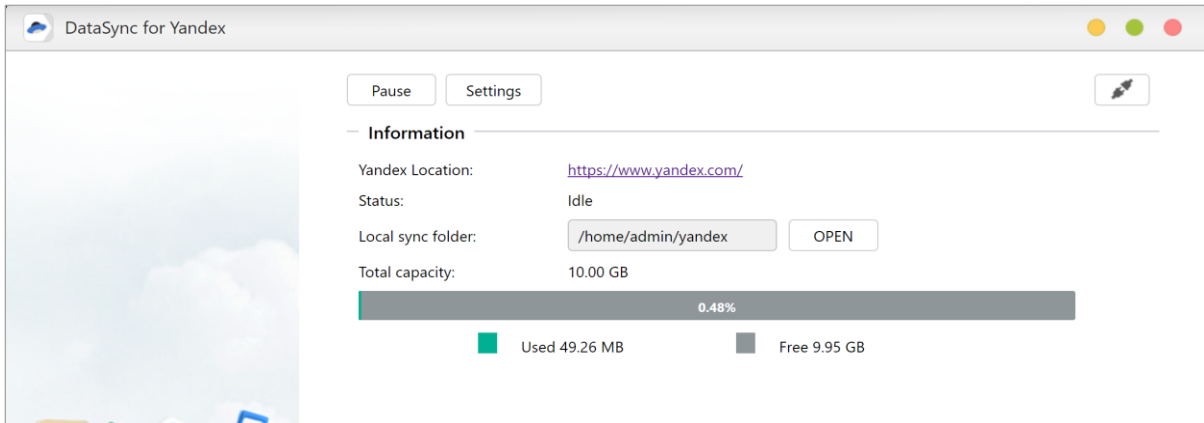 DataSync for Yandex
Pause Settings
Information
Yandex Location: https://www.yandex.com/
Status: Idle
Local sync folder: /home/admin/yandex OPEN
Total capacity: 10.00 GB
0.48%
Used 49.26 MB Free 9.95 GB